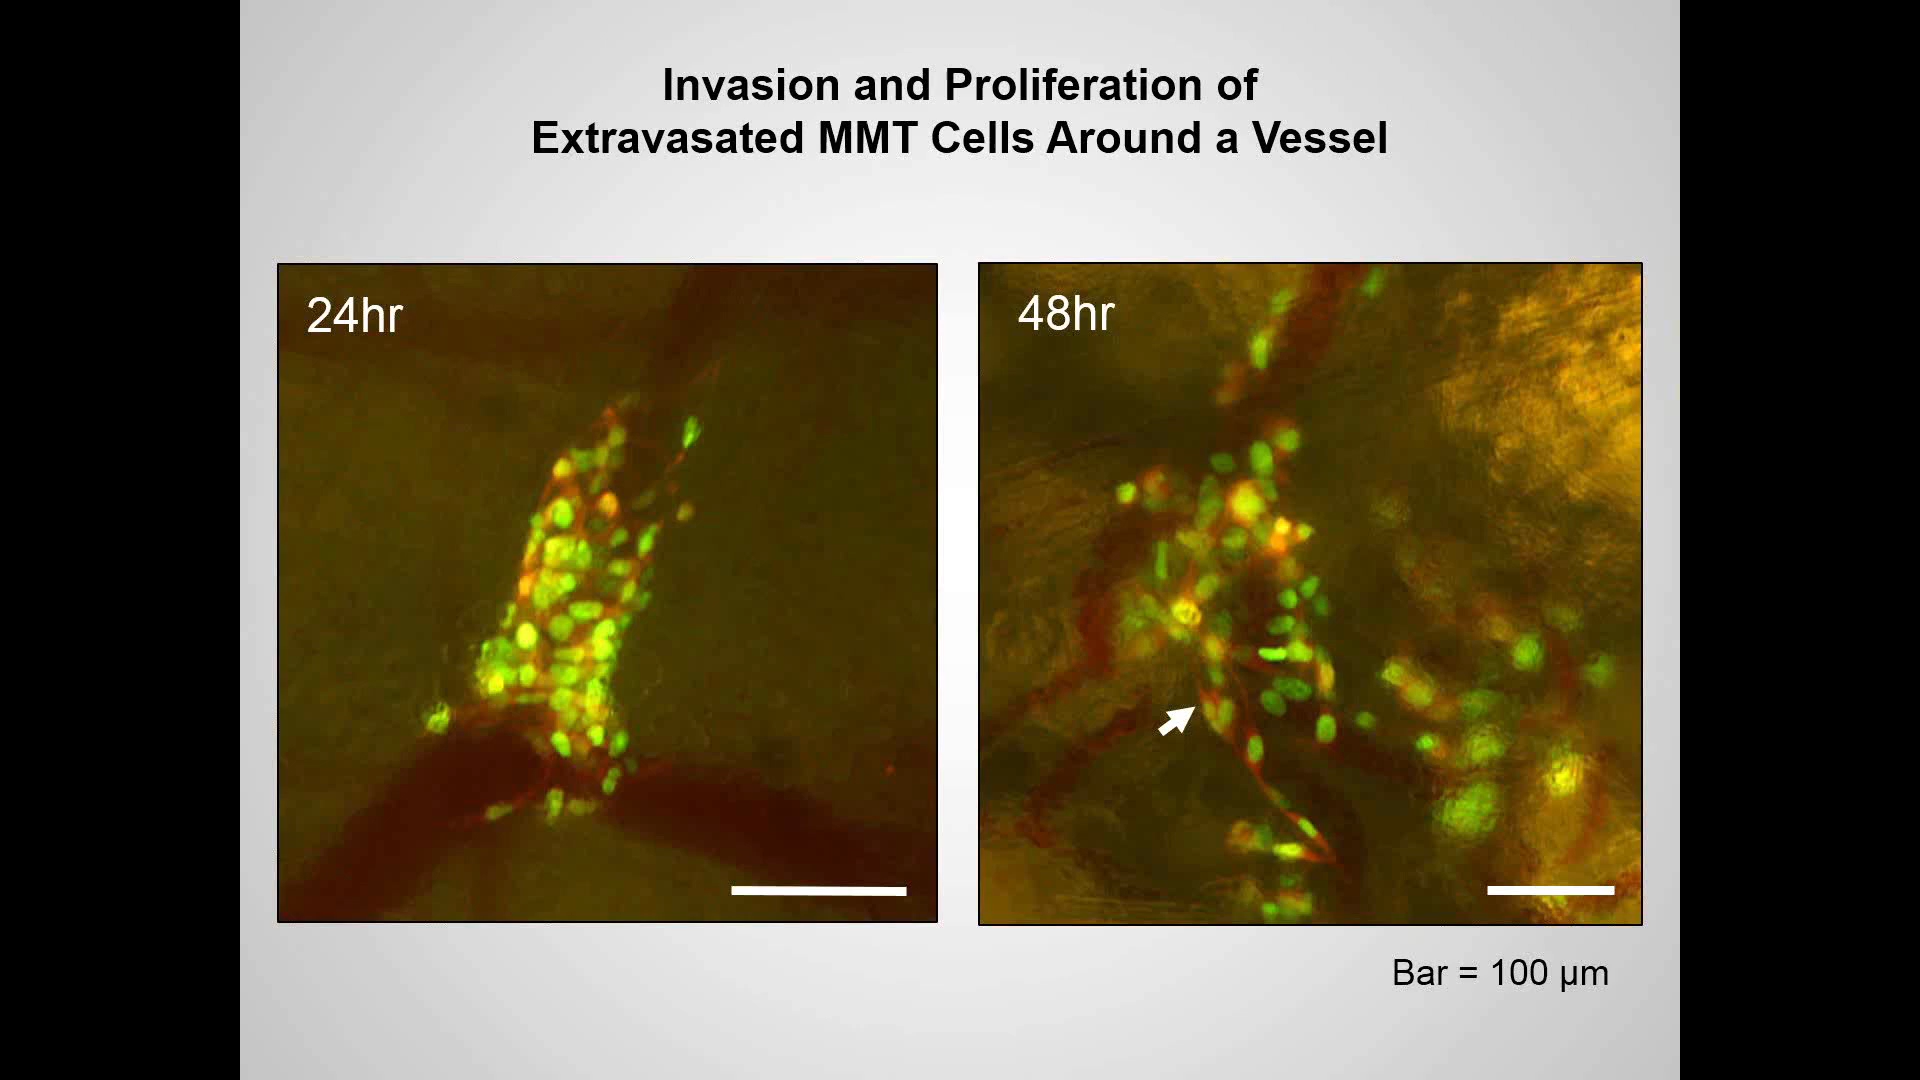 Invasion and Proliferation of
Extravasated MMT Cells Around a Vessel
24hr
48hr
Bar = 100 µm